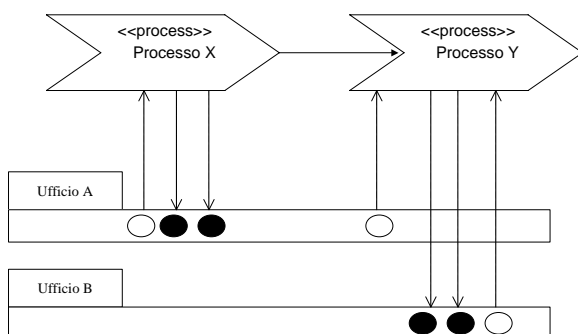 <<process>>
Processo X
<<process>>
Processo Y
Ufficio A
Ufficio B